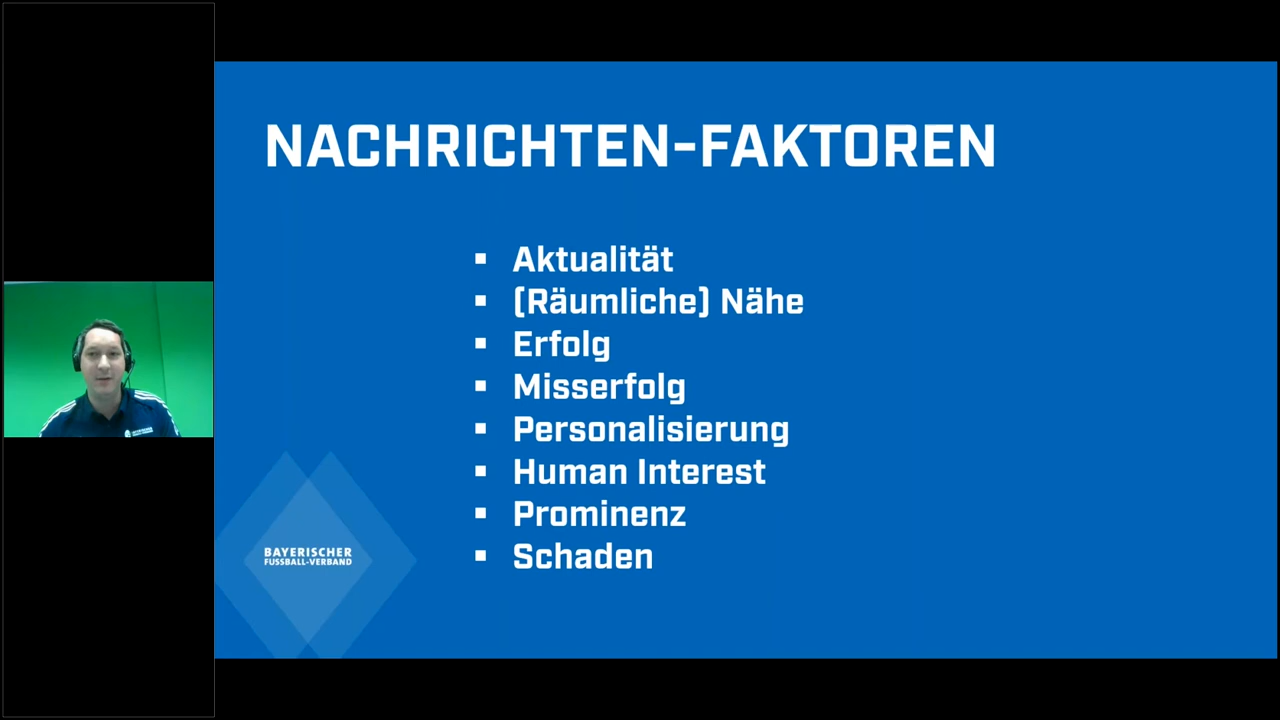 NACHRICHTEN-FAKTOREN
▪ Aktualität
▪ (Räumliche) Nähe
▪ Erfolg
▪ Misserfolg
▪ Personalisierung
▪ Human Interest
▪ Prominenz
▪ Schaden
BAYERISCHER
FUSSBALL-VERBAND